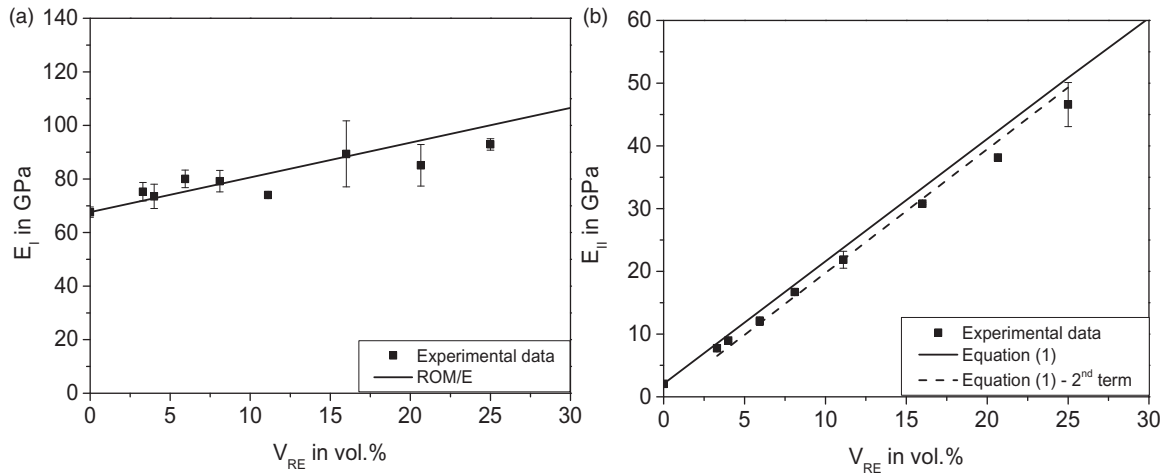 (a)
140
120
100
80
60
40
20
0
E_I in GPa
0 5 10 15 20 25 30
V_RE in vol.%
Experimental data
ROM/E
(b)
60
50
40
30
20
10
0
E_II in GPa
0 5 10 15 20 25 30
V_RE in vol.%
Experimental data
Equation (1)
Equation (1) - 2nd term